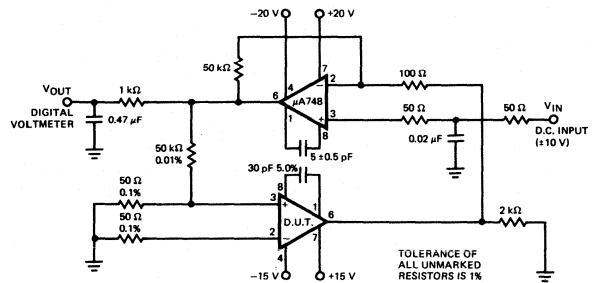 −20 V
+20 V
50 kΩ
4
7
2
−
100 Ω
6
μA748
VOUT
1 kΩ
DIGITAL
VOLTMETER
0.47 μF
1
+
3
8
50 Ω
50 Ω
VIN
D.C. INPUT
(±10 V)
0.02 μF
5 ±0.5 pF
50 kΩ
0.01%
30 pF 5.0%
50 Ω
0.1%
8
1
3
+
D.U.T.
6
50 Ω
0.1%
2
−
7
4
2 kΩ
−15 V
+15 V
TOLERANCE OF
ALL UNMARKED
RESISTORS IS 1%